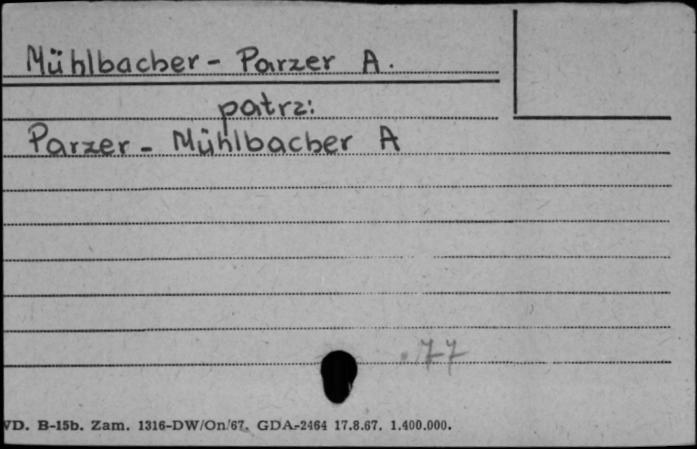 Mühlbacher - Parzer A.
patrz:
Parzer - Mühlbacher A
.77
VD. B-15b. Zam. 1316-DW/On/67. GDA-2464 17.8.67. 1.400.000.